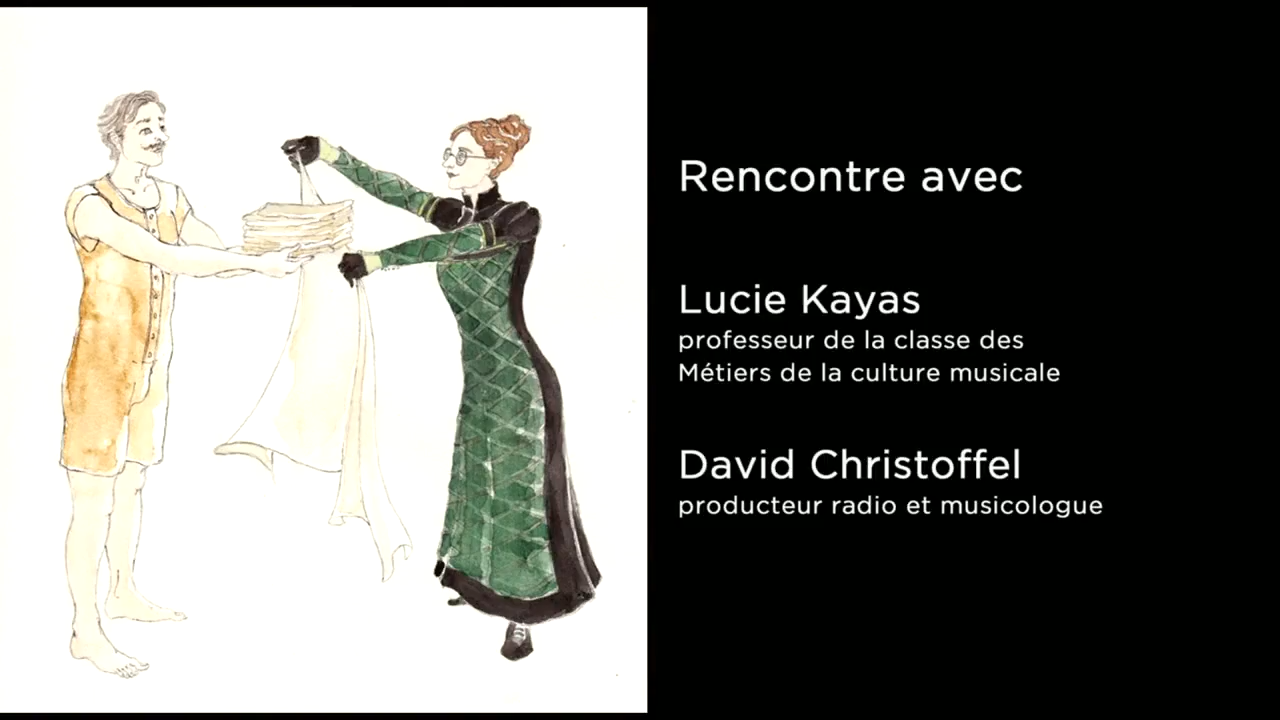 Rencontre avec
Lucie Kayas
professeur de la classe des
Métiers de la culture musicale
David Christoffel
producteur radio et musicologue